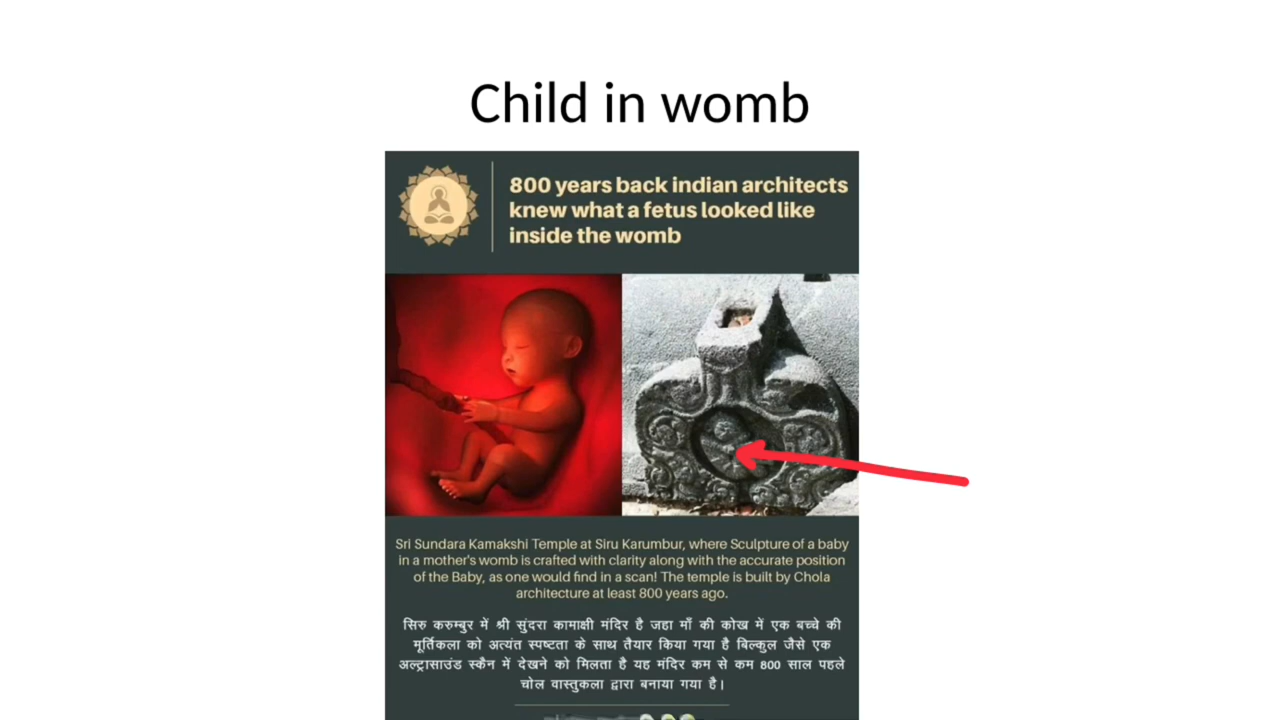 Child in womb
800 years back indian architects
knew what a fetus looked like
inside the womb
Sri Sundara Kamakshi Temple at Siru Karumbur, where Sculpture of a baby
in a mother's womb is crafted with clarity along with the accurate position
of the Baby, as one would find in a scan! The temple is built by Chola
architecture at least 800 years ago.
सिरु करुम्बुर में श्री सुंदरा कामाक्षी मंदिर है जहा माँ की कोख में एक बच्चे की
मूर्तिकला को अत्यंत स्पष्टता के साथ तैयार किया गया है बिल्कुल जैसे एक
अल्ट्रासाउंड स्कैन में देखने को मिलता है यह मंदिर कम से कम 800 साल पहले
चोल वास्तुकला द्वारा बनाया गया है।